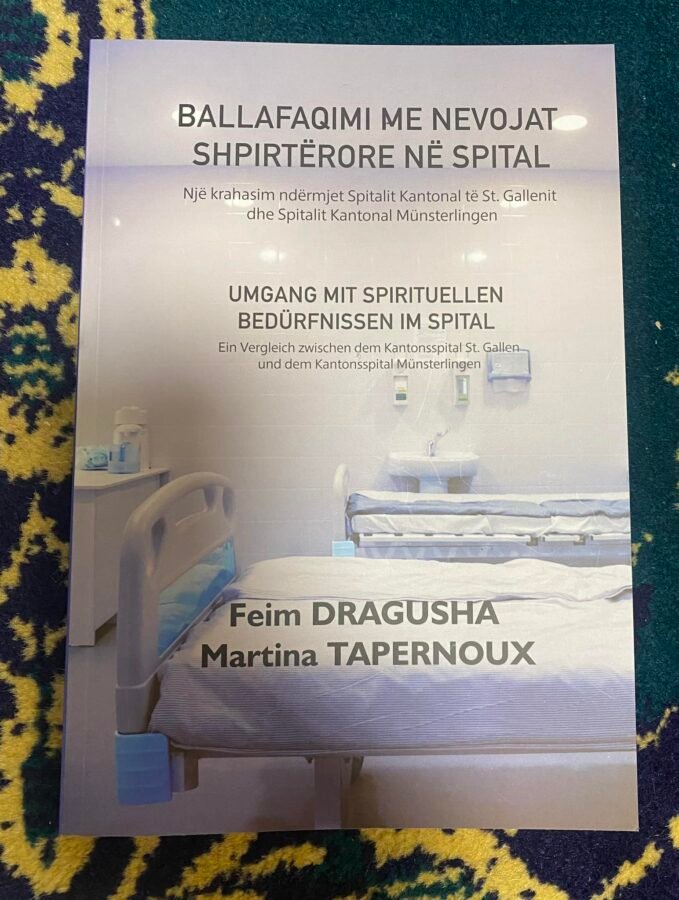 BALLAFAQIMI ME NEVOJAT
SHPIRTËRORE NË SPITAL
Një krahasim ndërmjet Spitalit Kantonal të St. Gallenit
dhe Spitalit Kantonal Münsterlingen
UMGANG MIT SPIRITUELLEN
BEDÜRFNISSEN IM SPITAL
Ein Vergleich zwischen dem Kantonsspital St. Gallen
und dem Kantonsspital Münsterlingen
Feim DRAGUSHA
Martina TAPERNOUX